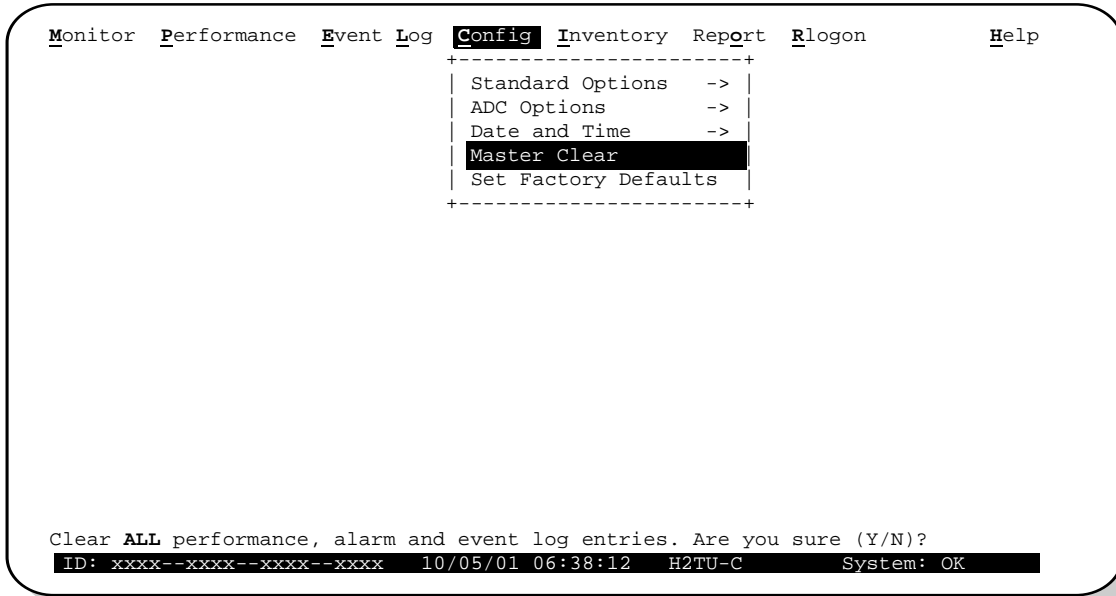 Monitor Performance Event Log Config Inventory Report Rlogon Help
+------------------------+
| Standard Options -> |
| ADC Options -> |
| Date and Time -> |
| Master Clear |
| Set Factory Defaults |
+------------------------+
Clear ALL performance, alarm and event log entries. Are you sure (Y/N)?
ID: xxxx--xxxx--xxxx--xxxx 10/05/01 06:38:12 H2TU-C System: OK